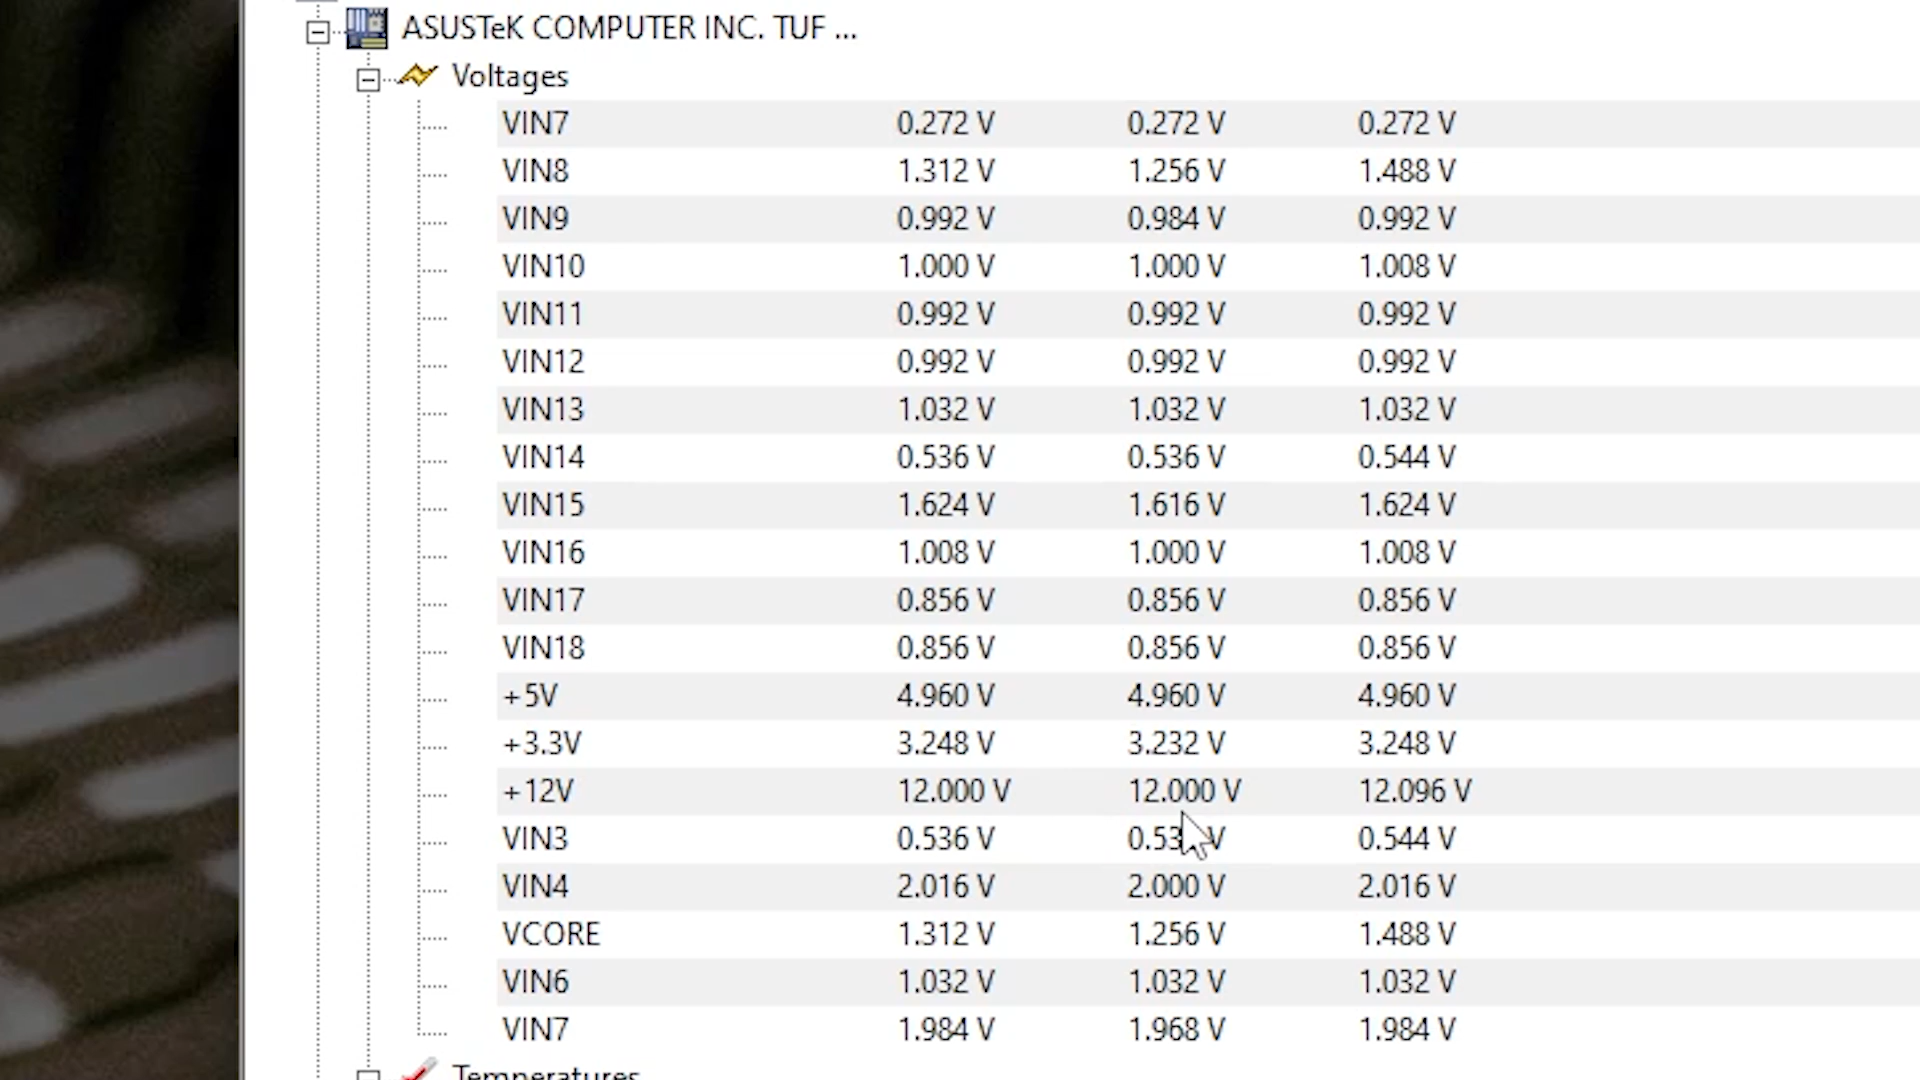 ASUSTeK COMPUTER INC. TUF ...
Voltages
VIN7 0.272 V 0.272 V 0.272 V
VIN8 1.312 V 1.256 V 1.488 V
VIN9 0.992 V 0.984 V 0.992 V
VIN10 1.000 V 1.000 V 1.008 V
VIN11 0.992 V 0.992 V 0.992 V
VIN12 0.992 V 0.992 V 0.992 V
VIN13 1.032 V 1.032 V 1.032 V
VIN14 0.536 V 0.536 V 0.544 V
VIN15 1.624 V 1.616 V 1.624 V
VIN16 1.008 V 1.000 V 1.008 V
VIN17 0.856 V 0.856 V 0.856 V
VIN18 0.856 V 0.856 V 0.856 V
+5V 4.960 V 4.960 V 4.960 V
+3.3V 3.248 V 3.232 V 3.248 V
+12V 12.000 V 12.000 V 12.096 V
VIN3 0.536 V V 0.544 V
VIN4 2.016 V 2.000 V 2.016 V
VCORE 1.312 V 1.256 V 1.488 V
VIN6 1.032 V 1.032 V 1.032 V
VIN7 1.984 V 1.968 V 1.984 V
Temperatures